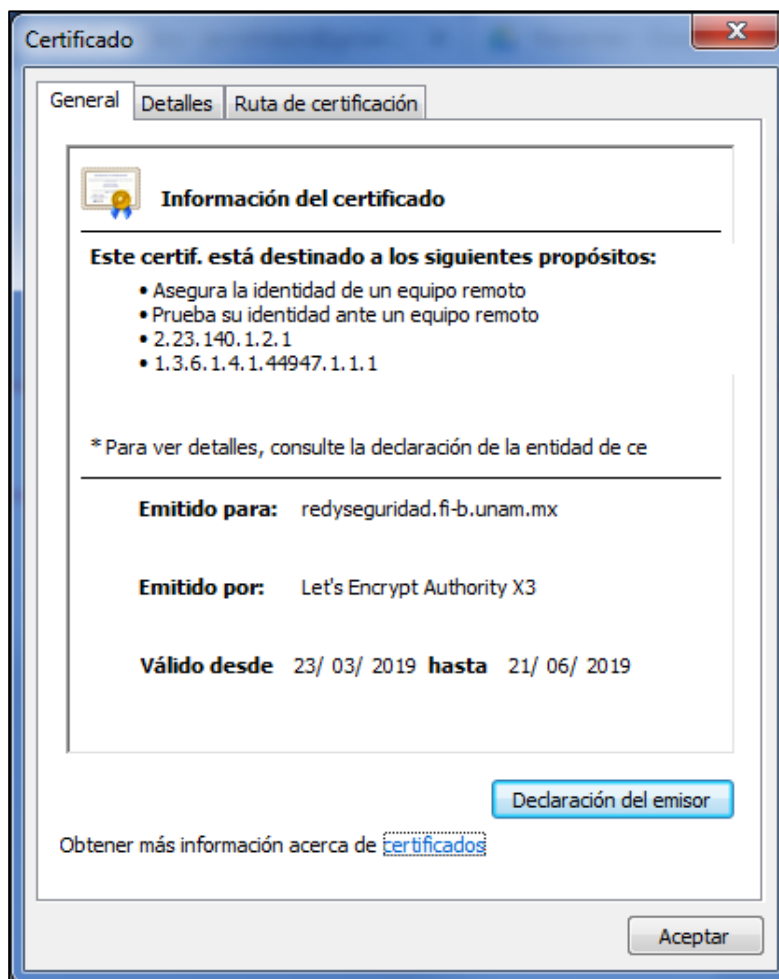 Certificado
General Detalles Ruta de certificación
Información del certificado
Este certif. está destinado a los siguientes propósitos:
• Asegura la identidad de un equipo remoto
• Prueba su identidad ante un equipo remoto
• 2.23.140.1.2.1
• 1.3.6.1.4.1.44947.1.1.1
* Para ver detalles, consulte la declaración de la entidad de ce
Emitido para: redyseguridad.fi-b.unam.mx
Emitido por: Let's Encrypt Authority X3
Válido desde 23/ 03/ 2019 hasta 21/ 06/ 2019
Declaración del emisor
Obtener más información acerca de certificados
Aceptar